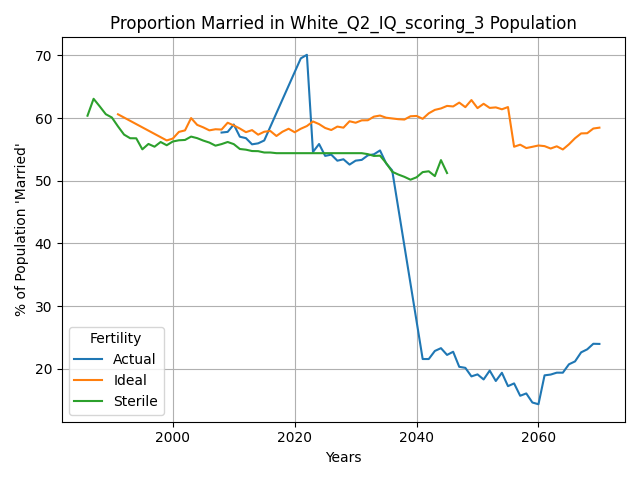 Proportion Married in White_Q2_IQ_scoring_3 Population
% of Population 'Married'
70
60
50
40
30
20
Fertility
Actual
Ideal
Sterile
2000
2020
2040
2060
Years